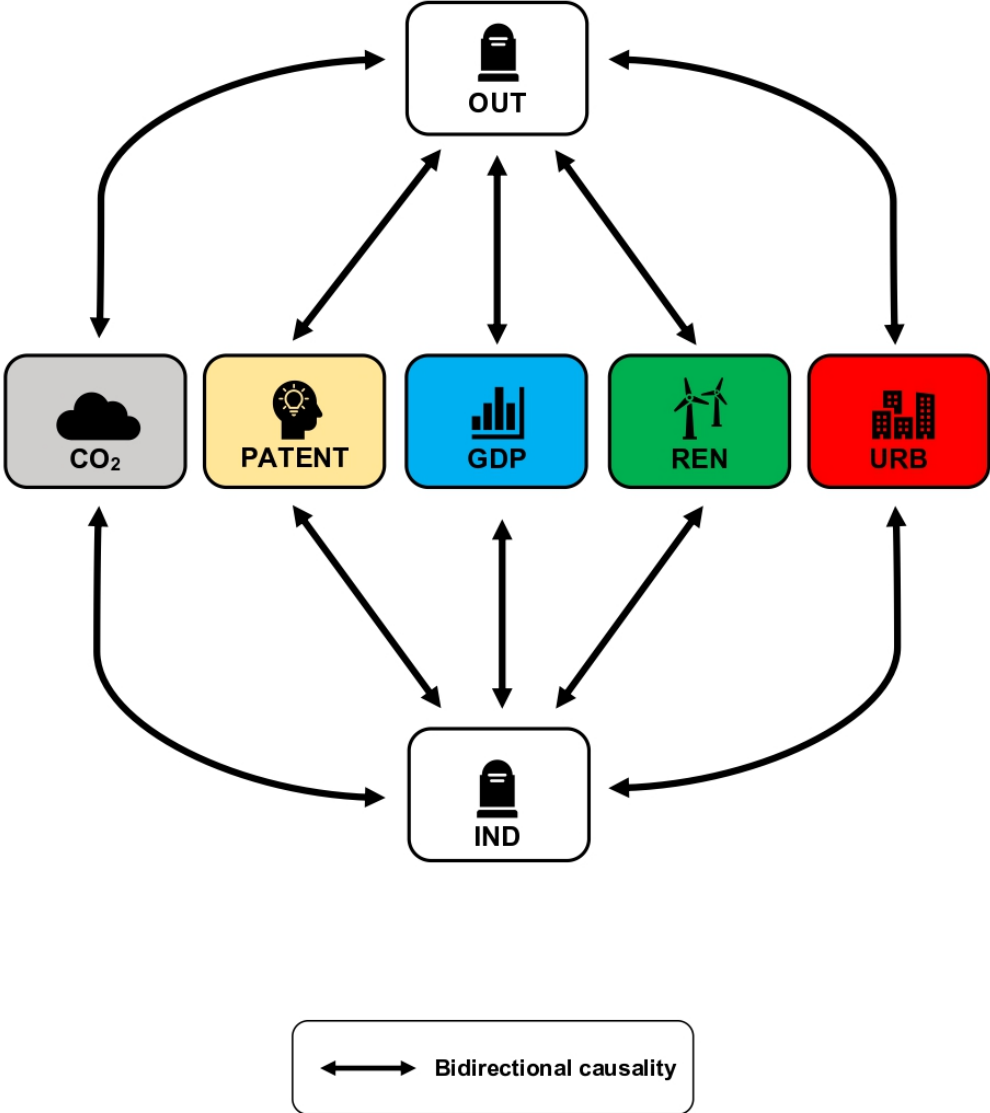 OUT
CO₂
PATENT
GDP
REN
URB
IND
Bidirectional causality